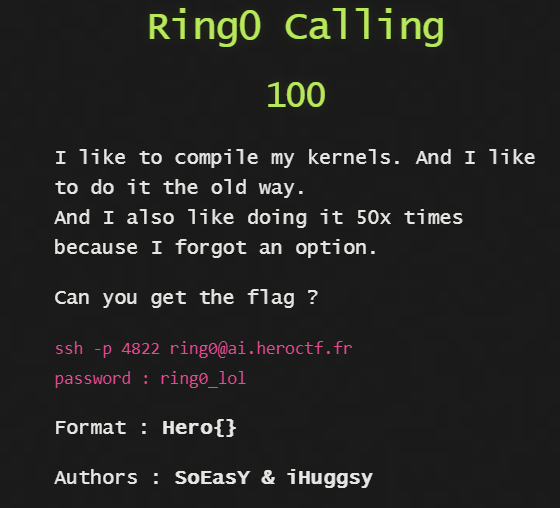 Ring0 Calling
100
I like to compile my kernels. And I like
to do it the old way.
And I also like doing it 50x times
because I forgot an option.
Can you get the flag ?
ssh -p 4822 ring0@ai.heroctf.fr
password : ring0_lol
Format : Hero{}
Authors : SoEasY & iHuggsy